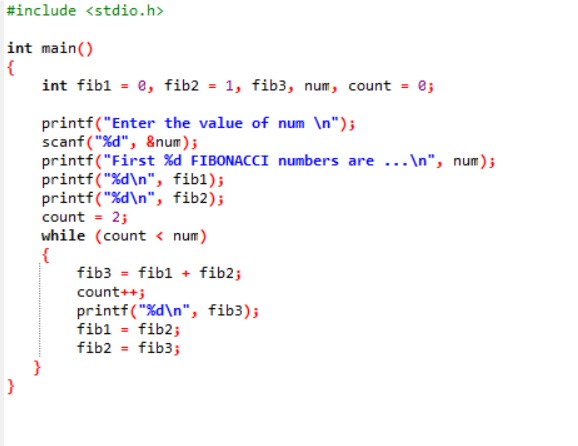 #include <stdio.h>
int main()
{
int fib1 = 0, fib2 = 1, fib3, num, count = 0;
printf("Enter the value of num \n");
scanf("%d", &num);
printf("First %d FIBONACCI numbers are ...\n", num);
printf("%d\n", fib1);
printf("%d\n", fib2);
count = 2;
while (count < num)
{
fib3 = fib1 + fib2;
count++;
printf("%d\n", fib3);
fib1 = fib2;
fib2 = fib3;
}
}